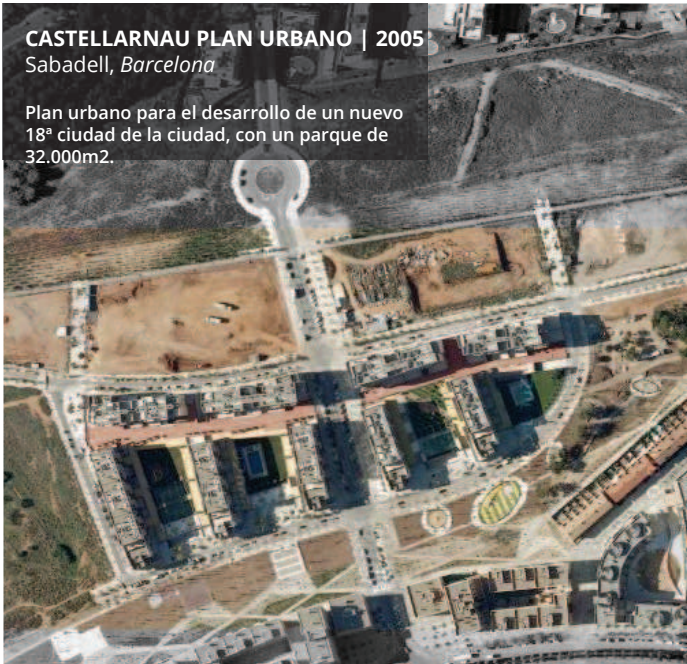 CASTELLARNAU PLAN URBANO | 2005
Sabadell, Barcelona
Plan urbano para el desarrollo de un nuevo
18ª ciudad de la ciudad, con un parque de
32.000m2.